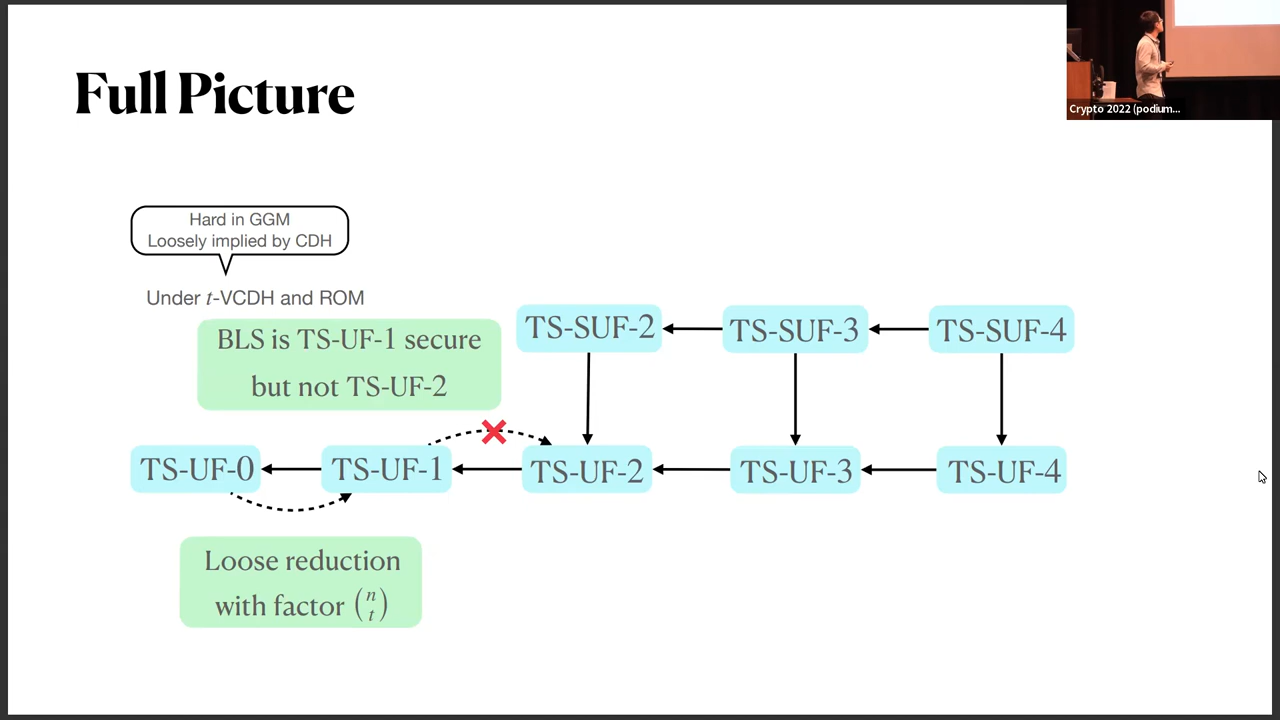 Full Picture
Crypto 2022 (podium...
Hard in GGM
Loosely implied by CDH
Under t-VCDH and ROM
BLS is TS-UF-1 secure
but not TS-UF-2
TS-SUF-2
TS-SUF-3
TS-SUF-4
TS-UF-0
TS-UF-1
TS-UF-2
TS-UF-3
TS-UF-4
Loose reduction
with factor (n t)